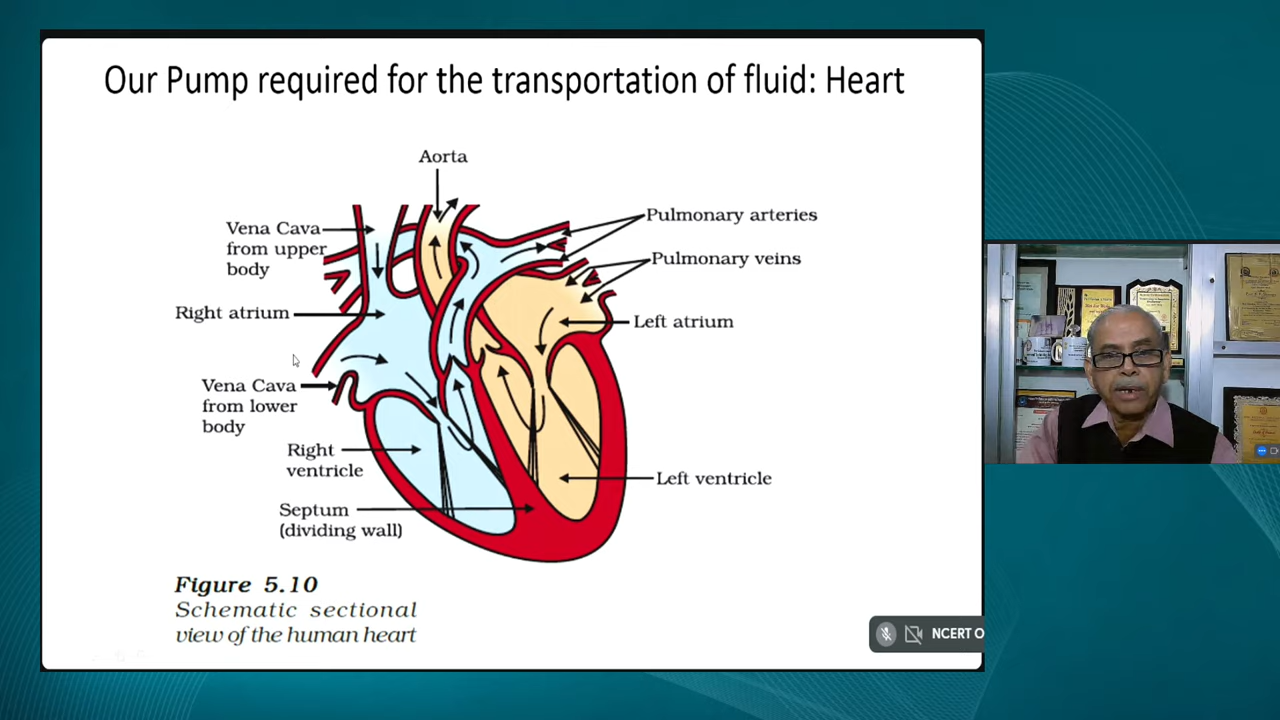 Our Pump required for the transportation of fluid: Heart
Aorta
Vena Cava
from upper
body
Pulmonary arteries
Pulmonary veins
Right atrium
Left atrium
Vena Cava
from lower
body
Right
ventricle
Left ventricle
Septum
(dividing wall)
Figure 5.10
Schematic sectional
view of the human heart
NCERT O